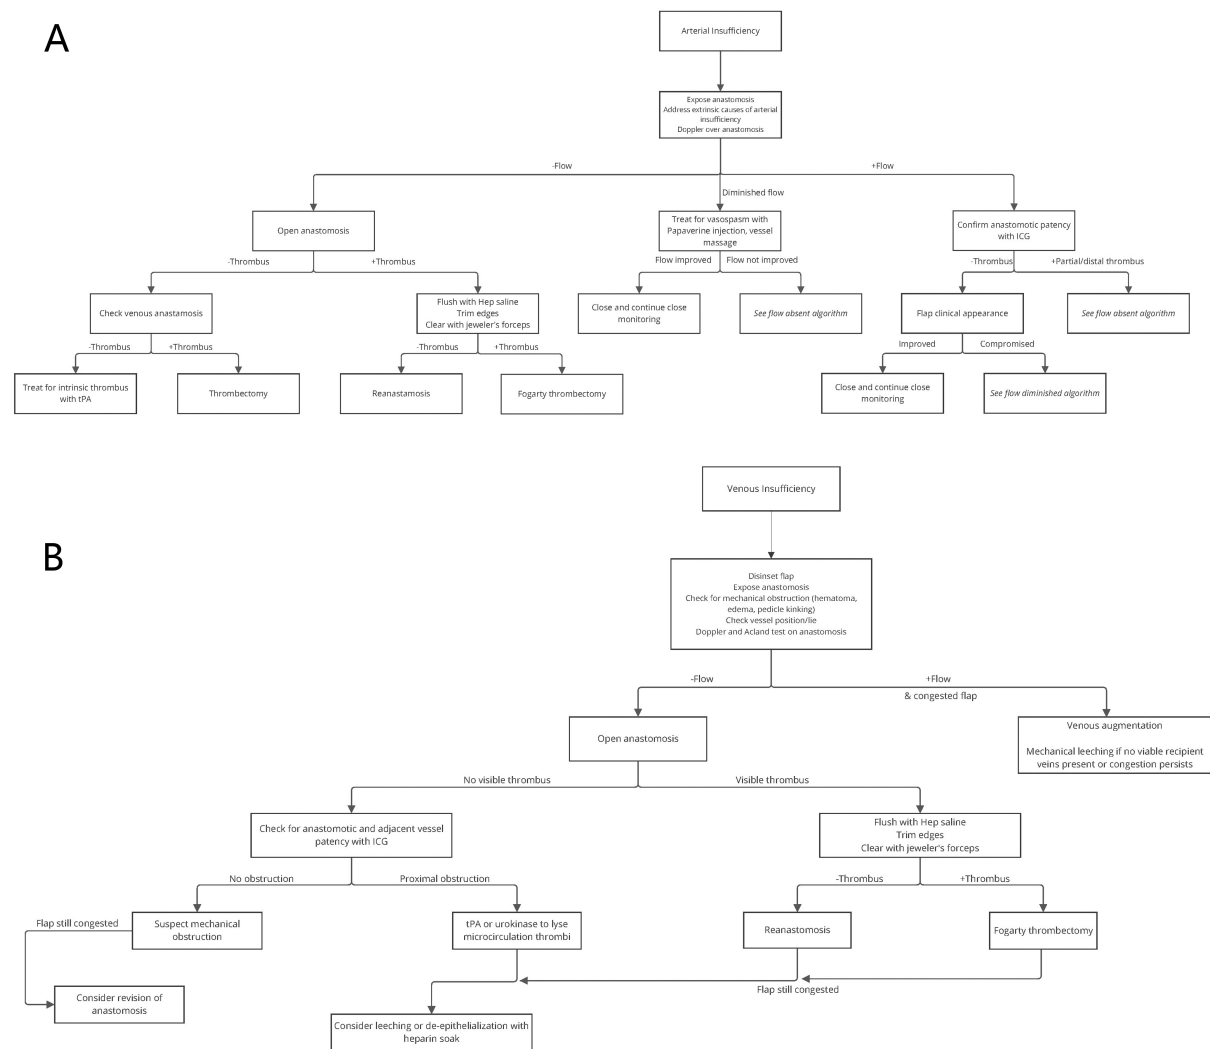 A
Arterial Insufficiency
Expose anastomosis
Address extrinsic causes of arterial
insufficiency
Doppler over anastomosis
-Flow
+Flow
Diminished flow
Open anastomosis
Treat for vasospasm with
Papaverine injection, vessel
massage
Confirm anastomotic patency
with ICG
-Thrombus
+Thrombus
Flow improved
Flow not improved
-Thrombus
+Partial/distal thrombus
Check venous anastamosis
Flush with Hep saline
Trim edges
Clear with jeweler's forceps
Close and continue close
monitoring
See flow absent algorithm
Flap clinical appearance
See flow absent algorithm
-Thrombus
+Thrombus
-Thrombus
+Thrombus
Improved
Compromised
Treat for intrinsic thrombus
with tPA
Thrombectomy
Reanastamosis
Fogarty thrombectomy
Close and continue close
monitoring
See flow diminished algorithm
B
Venous Insufficiency
Disinset flap
Expose anastomosis
Check for mechanical obstruction (hematoma,
edema, pedicle kinking)
Check vessel position/lie
Doppler and Acland test on anastomosis
-Flow
+Flow
& congested flap
Open anastomosis
Venous augmentation
Mechanical leeching if no viable recipient
veins present or congestion persists
No visible thrombus
Visible thrombus
Check for anastomotic and adjacent vessel
patency with ICG
Flush with Hep saline
Trim edges
Clear with jeweler's forceps
No obstruction
Proximal obstruction
-Thrombus
+Thrombus
Flap still congested
Suspect mechanical
obstruction
tPA or urokinase to lyse
microcirculation thrombi
Reanastomosis
Fogarty thrombectomy
Flap still congested
Consider revision of
anastomosis
Consider leeching or de-epithelialization with
heparin soak